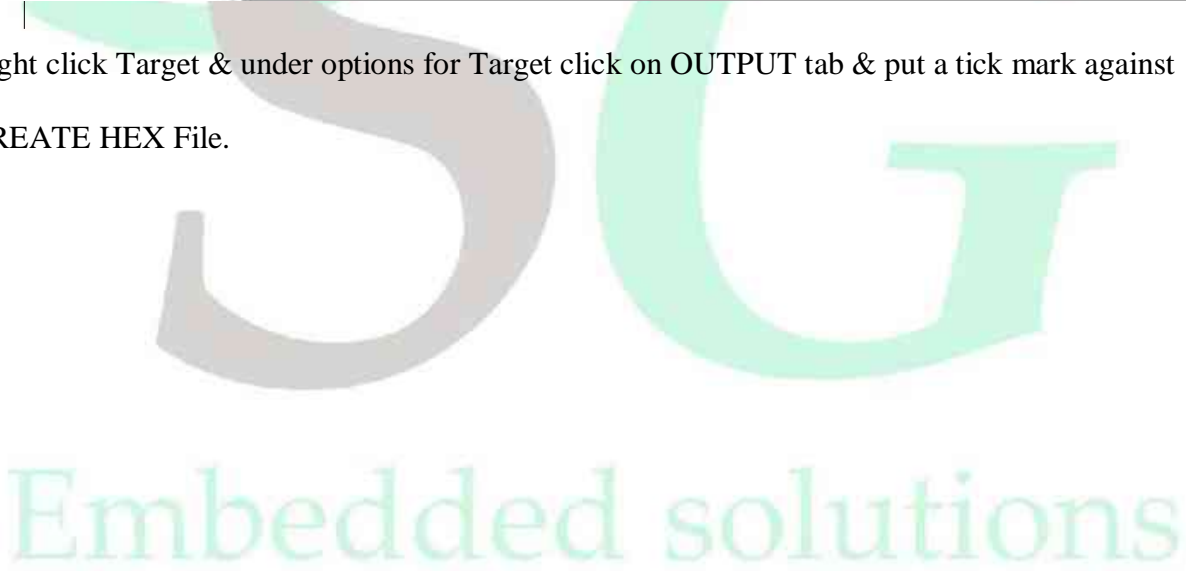 ght click Target & under options for Target click on OUTPUT tab & put a tick mark against
REATE HEX File.
SG
Embedded solutions